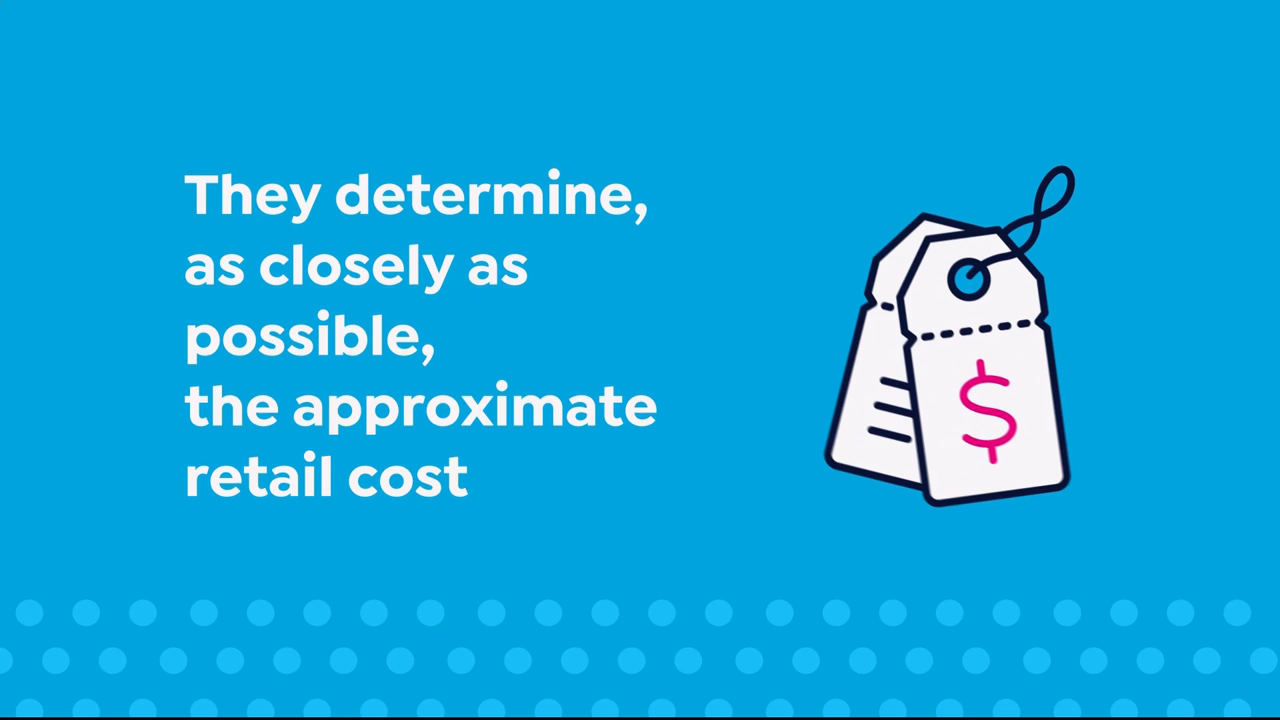 They determine,
as closely as
possible,
the approximate
retail cost
$